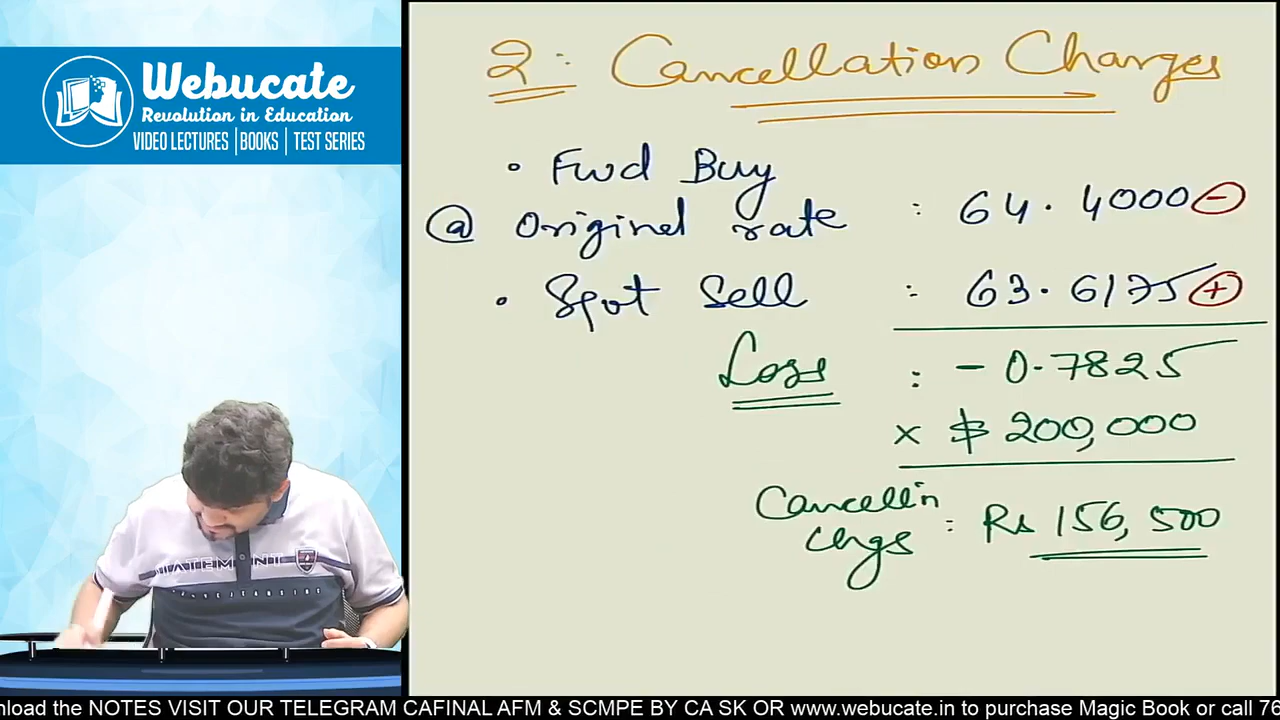 Webucate
Revolution in Education
VIDEO LECTURES | BOOKS | TEST SERIES
2: Cancellation Charges
• Fwd Buy
@ Original rate : 64.4000 -
• Spot Sell : 63.6175 +
Loss : - 0.7825
x $ 200,000
Cancell'n
chgs : Rs 156,500
nload the NOTES VISIT OUR TELEGRAM CAFINAL AFM & SCMPE BY CA SK OR www.webucate.in to purchase Magic Book or call 76